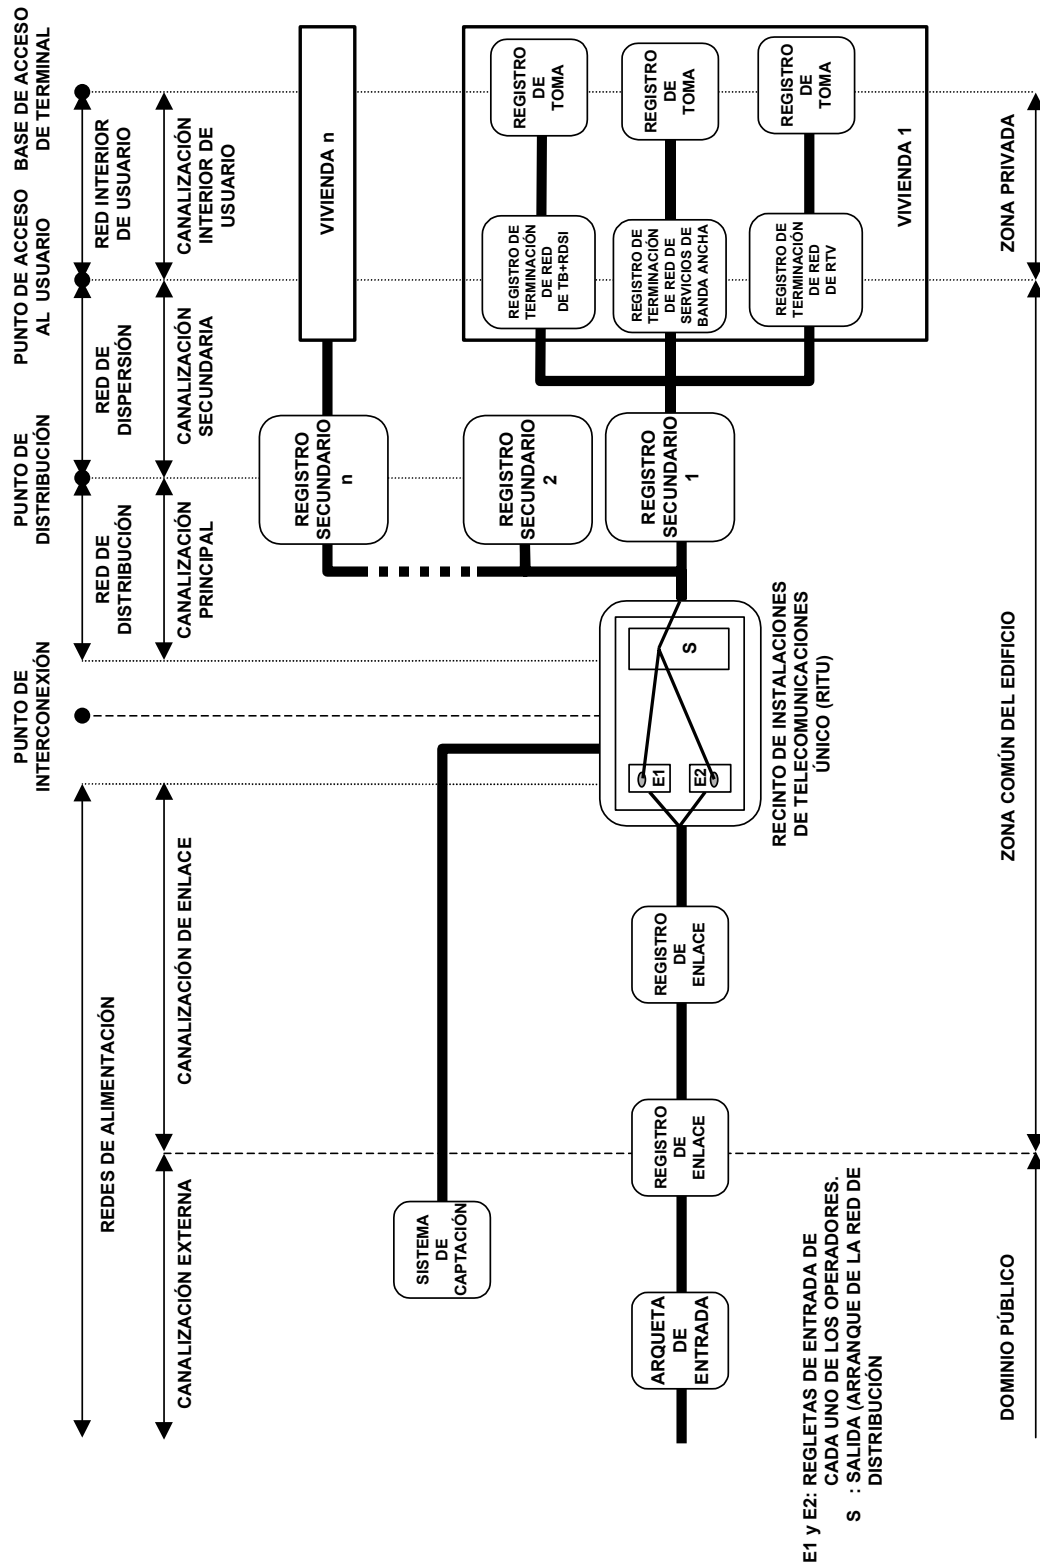 REDES DE ALIMENTACIÓN
PUNTO DE
INTERCONEXIÓN
RED DE
DISTRIBUCIÓN
PUNTO DE
DISTRIBUCIÓN
RED DE
DISPERSIÓN
PUNTO DE ACCESO
AL USUARIO
RED INTERIOR
DE USUARIO
BASE DE ACCESO
DE TERMINAL
CANALIZACIÓN EXTERNA
CANALIZACIÓN DE ENLACE
CANALIZACIÓN
PRINCIPAL
CANALIZACIÓN
SECUNDARIA
CANALIZACIÓN
INTERIOR DE
USUARIO
REGISTRO
SECUNDARIO
n
VIVIENDA n
SISTEMA
DE
CAPTACIÓN
REGISTRO
SECUNDARIO
2
REGISTRO DE
TERMINACIÓN
DE RED
DE TB+RDSI
REGISTRO
DE
TOMA
ARQUETA
DE
ENTRADA
REGISTRO
DE
ENLACE
REGISTRO
DE
ENLACE
E1
E2
S
REGISTRO
SECUNDARIO
1
REGISTRO DE
TERMINACIÓN
DE RED DE
SERVICIOS DE
BANDA ANCHA
REGISTRO
DE
TOMA
REGISTRO DE
TERMINACIÓN
DE RED
DE RTV
REGISTRO
DE
TOMA
RECINTO DE INSTALACIONES
DE TELECOMUNICACIONES
ÚNICO (RITU)
VIVIENDA 1
E1 y E2: REGLETAS DE ENTRADA DE
CADA UNO DE LOS OPERADORES.
S : SALIDA (ARRANQUE DE LA RED DE
DISTRIBUCIÓN
DOMINIO PÚBLICO
ZONA COMÚN DEL EDIFICIO
ZONA PRIVADA